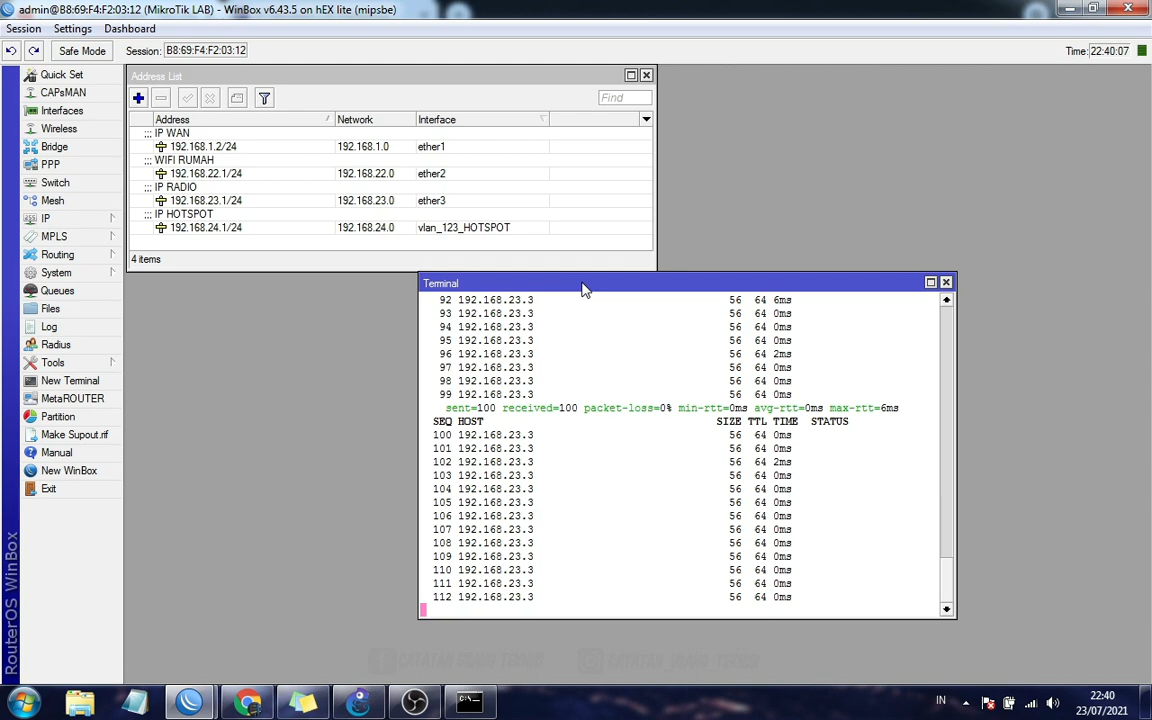 admin@B8:69:F4:F2:03:12 (MikroTik LAB) - WinBox v6.43.5 on hEX lite (mipsbe)
Session Settings Dashboard
Safe Mode Session: B8:69:F4:F2:03:12 Time: 22:40:07
Quick Set
CAPsMAN
Interfaces
Wireless
Bridge
PPP
Switch
Mesh
IP
MPLS
Routing
System
Queues
Files
Log
Radius
Tools
New Terminal
MetaROUTER
Partition
Make Supout.rif
Manual
New WinBox
Exit
RouterOS WinBox
Address List
Find
Address Network Interface
::: IP WAN
192.168.1.2/24 192.168.1.0 ether1
::: WIFI RUMAH
192.168.22.1/24 192.168.22.0 ether2
::: IP RADIO
192.168.23.1/24 192.168.23.0 ether3
::: IP HOTSPOT
192.168.24.1/24 192.168.24.0 vlan_123_HOTSPOT
4 items
Terminal
92 192.168.23.3 56 64 6ms
93 192.168.23.3 56 64 0ms
94 192.168.23.3 56 64 0ms
95 192.168.23.3 56 64 0ms
96 192.168.23.3 56 64 2ms
97 192.168.23.3 56 64 0ms
98 192.168.23.3 56 64 0ms
99 192.168.23.3 56 64 0ms
sent=100 received=100 packet-loss=0% min-rtt=0ms avg-rtt=0ms max-rtt=6ms
SEQ HOST SIZE TTL TIME STATUS
100 192.168.23.3 56 64 0ms
101 192.168.23.3 56 64 0ms
102 192.168.23.3 56 64 2ms
103 192.168.23.3 56 64 0ms
104 192.168.23.3 56 64 0ms
105 192.168.23.3 56 64 0ms
106 192.168.23.3 56 64 0ms
107 192.168.23.3 56 64 0ms
108 192.168.23.3 56 64 0ms
109 192.168.23.3 56 64 0ms
110 192.168.23.3 56 64 0ms
111 192.168.23.3 56 64 0ms
112 192.168.23.3 56 64 0ms
IN
22:40
23/07/2021